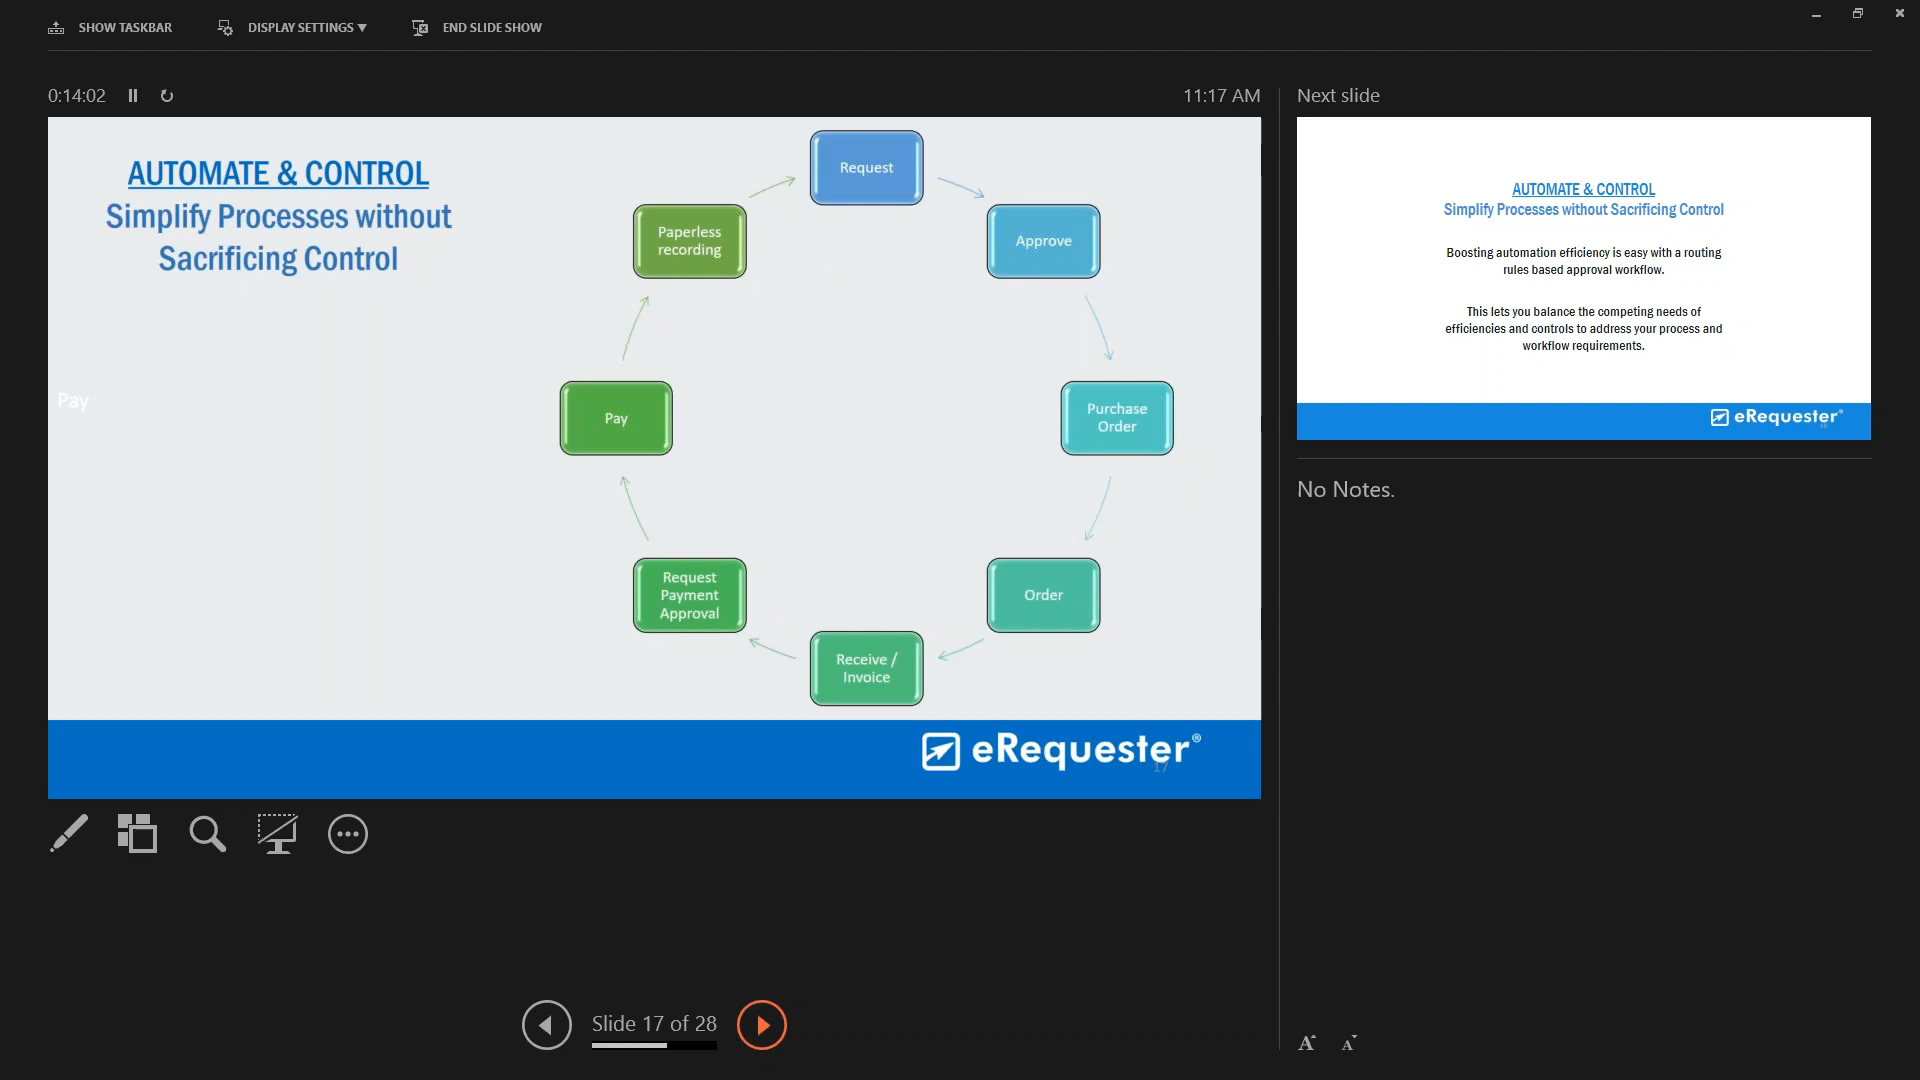 SHOW TASKBAR
DISPLAY SETTINGS
END SLIDE SHOW
0:14:02
11:17 AM
Next slide
AUTOMATE & CONTROL
Simplify Processes without
Sacrificing Control
Request
Approve
Purchase
Order
Order
Receive /
Invoice
Request
Payment
Approval
Pay
Paperless
recording
Pay
eRequester®
17
AUTOMATE & CONTROL
Simplify Processes without Sacrificing Control
Boosting automation efficiency is easy with a routing
rules based approval workflow.
This lets you balance the competing needs of
efficiencies and controls to address your process and
workflow requirements.
eRequester®
No Notes.
Slide 17 of 28
A A